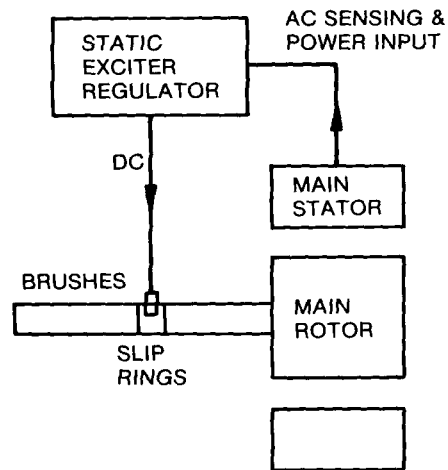 AC SENSING &
POWER INPUT
STATIC
EXCITER
REGULATOR
DC
MAIN
STATOR
BRUSHES
MAIN
ROTOR
SLIP
RINGS